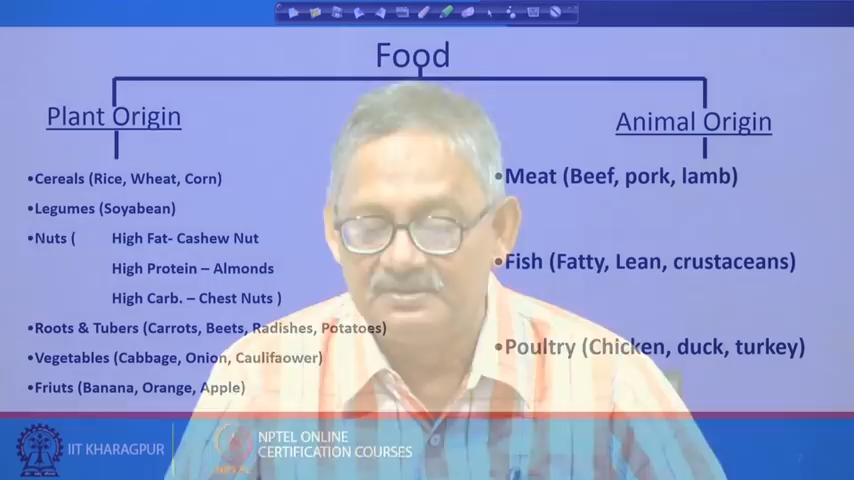 Food
Plant Origin
•Cereals (Rice, Wheat, Corn)
•Legumes (Soyabean)
•Nuts ( High Fat- Cashew Nut
High Protein – Almonds
High Carb. – Chest Nuts )
•Roots & Tubers (Carrots, Beets, Radishes, Potatoes)
•Vegetables (Cabbage, Onion, Caulifaower)
•Friuts (Banana, Orange, Apple)
Animal Origin
•Meat (Beef, pork, lamb)
•Fish (Fatty, Lean, crustaceans)
•Poultry (Chicken, duck, turkey)
IIT KHARAGPUR
NPTEL
NPTEL ONLINE
CERTIFICATION COURSES
7